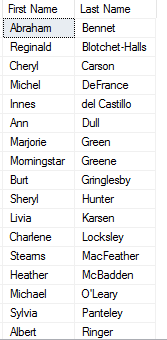 First Name Last Name
Abraham Bennet
Reginald Blotchet-Halls
Cheryl Carson
Michel DeFrance
Innes del Castillo
Ann Dull
Marjorie Green
Morningstar Greene
Burt Gringlesby
Sheryl Hunter
Livia Karsen
Charlene Locksley
Stearns MacFeather
Heather McBadden
Michael O'Leary
Sylvia Panteley
Albert Ringer